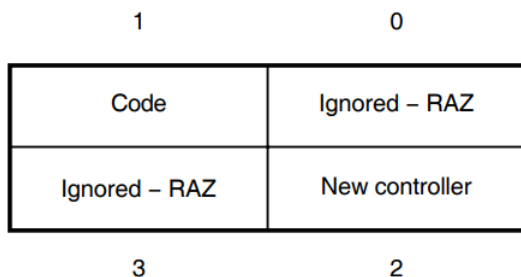 1 0
Code Ignored – RAZ
Ignored – RAZ New controller
3 2